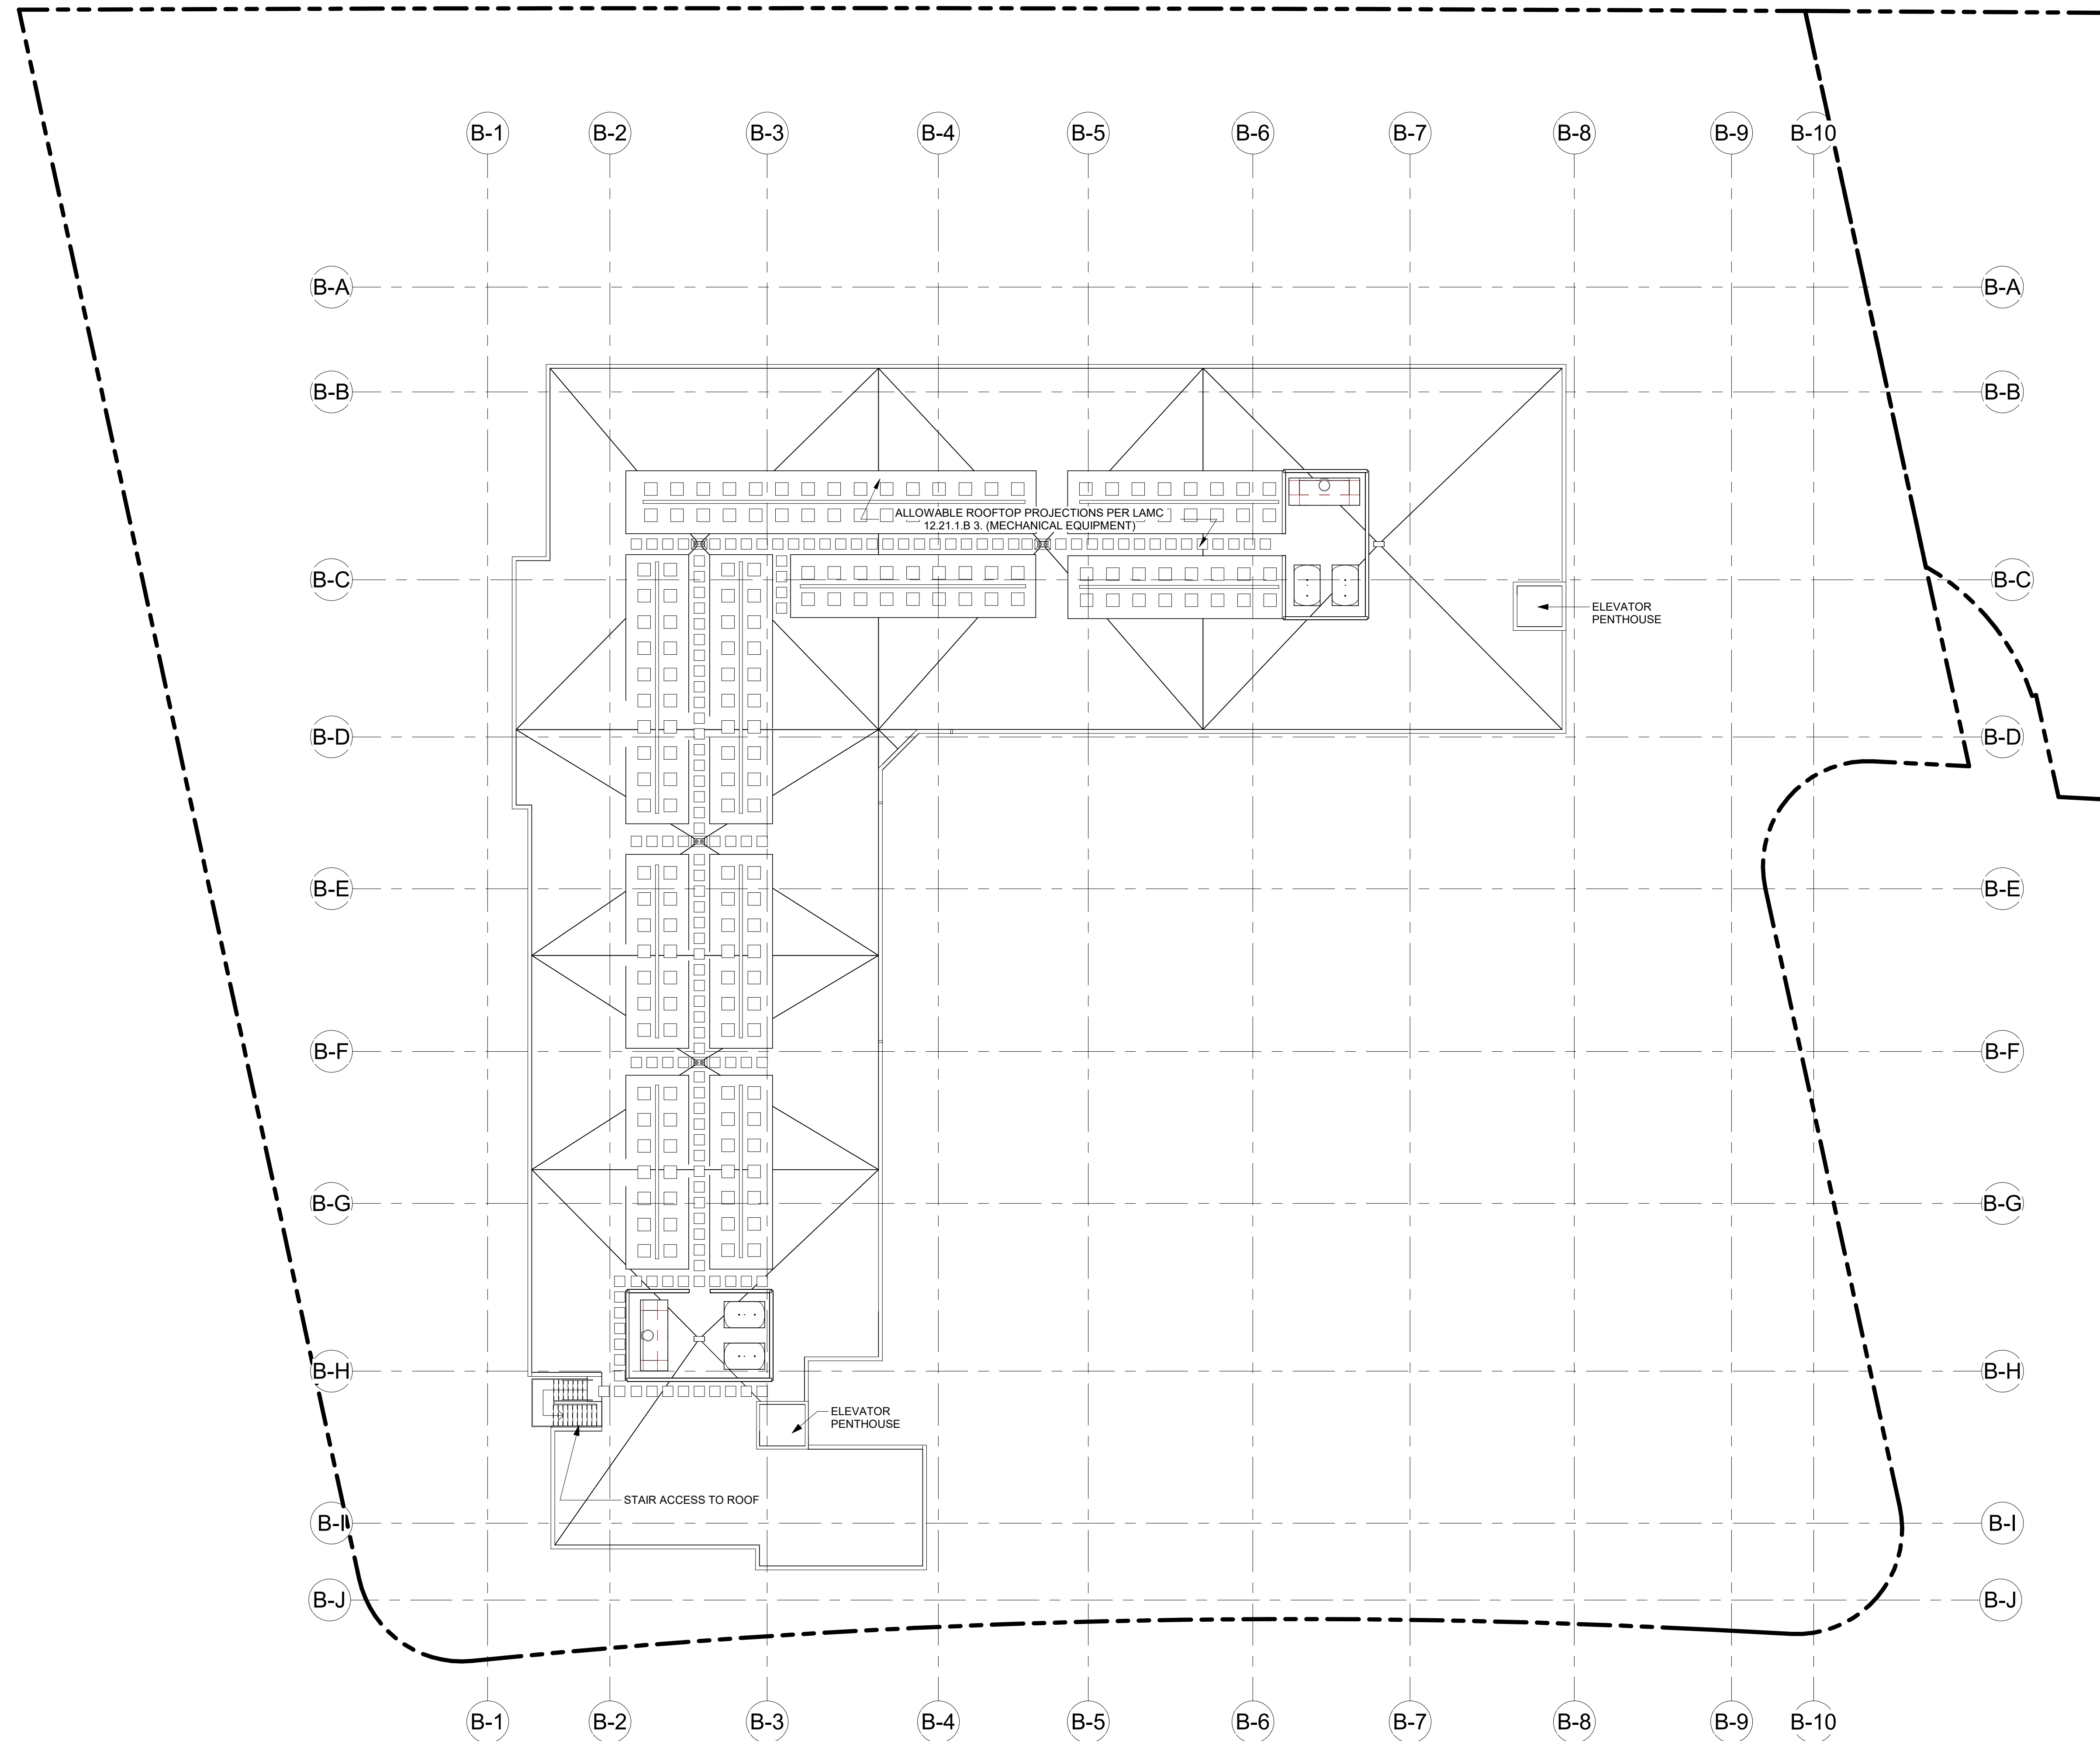 B-1 B-2 B-3 B-4 B-5 B-6 B-7 B-8 B-9 B-10
B-A B-A
B-B B-B
ALLOWABLE ROOFTOP PROJECTIONS PER LAMC
12.21.1.B 3. (MECHANICAL EQUIPMENT)
B-C B-C
ELEVATOR
PENTHOUSE
B-D B-D
B-E B-E
B-F B-F
B-G B-G
B-H B-H
ELEVATOR
PENTHOUSE
STAIR ACCESS TO ROOF
B-I B-I
B-J B-J
B-1 B-2 B-3 B-4 B-5 B-6 B-7 B-8 B-9 B-10